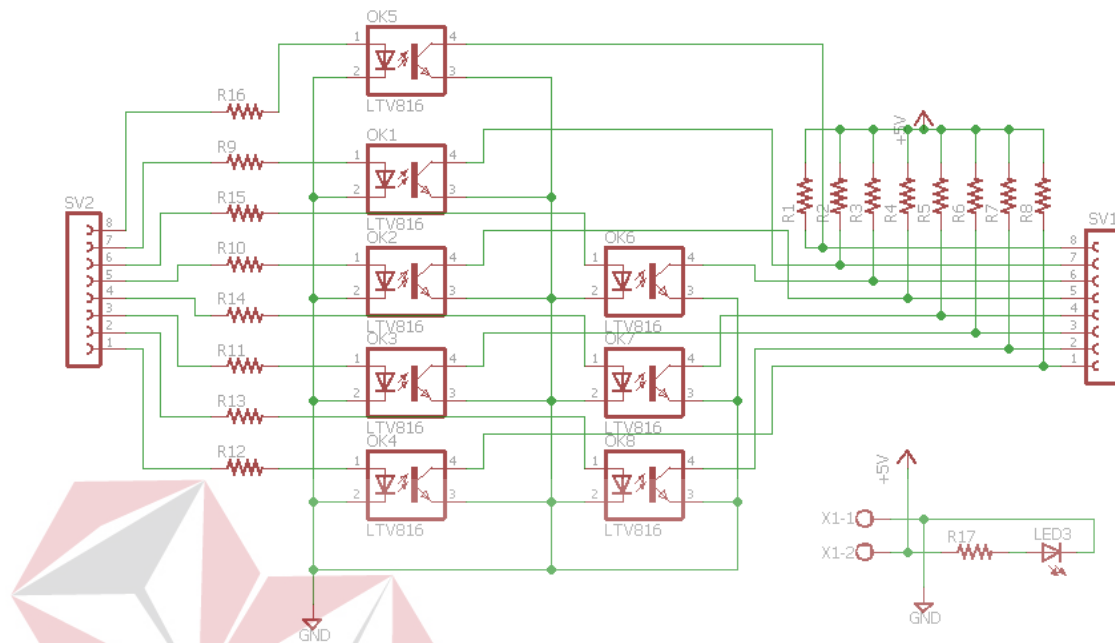 OK5
1 4
2 3
LTV816
R16
OK1
1 4
2 3
LTV816
R9
R15
SV2
8
7
6
5
4
3
2
1
R10
R14
R11
R13
R12
OK2
1 4
2 3
LTV816
OK6
1 4
2 3
LTV816
OK3
1 4
2 3
LTV816
OK7
1 4
2 3
LTV816
OK4
1 4
2 3
LTV816
OK8
1 4
2 3
LTV816
+5V
R1
R2
R3
R4
R5
R6
R7
R8
SV1
8
7
6
5
4
3
2
1
+5V
X1-1
X1-2
R17
LED3
GND
GND